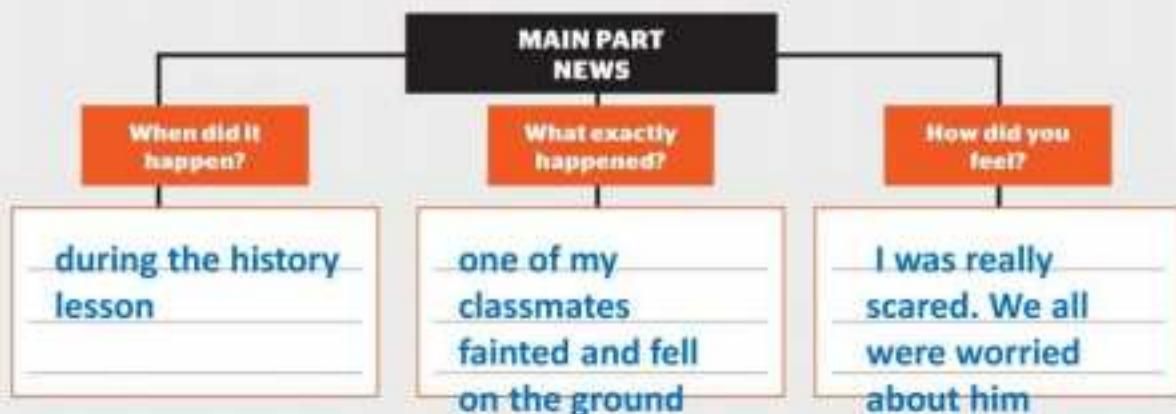 MAIN PART
NEWS
When did it
happen?
during the history
lesson
What exactly
happened?
one of my
classmates
fainted and fell
on the ground
How did you
feel?
I was really
scared. We all
were worried
about him